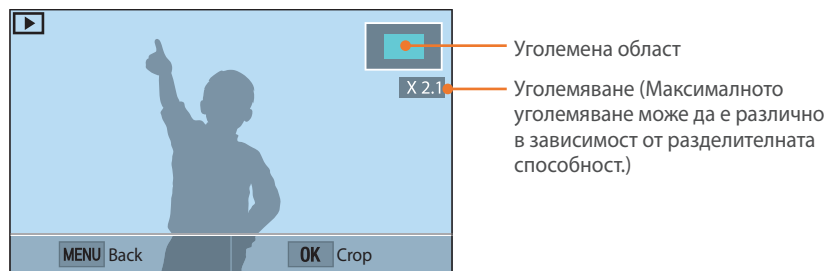 Уголемена област
X 2.1
Уголемяване (Максималното
уголемяване може да е различно
в зависимост от разделителната
способност.)
MENU Back
OK Crop